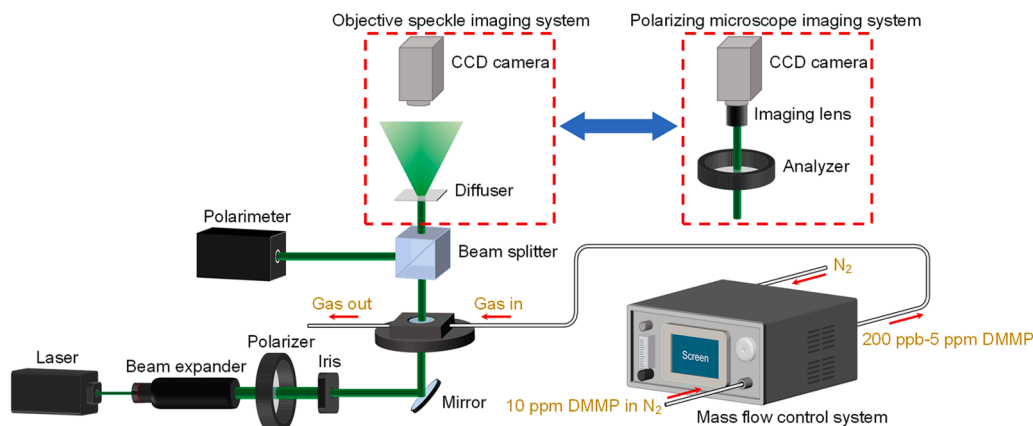 Objective speckle imaging system
Polarizing microscope imaging system
CCD camera
CCD camera
Imaging lens
Analyzer
Diffuser
Polarimeter
Beam splitter
N₂
Gas out
Gas in
200 ppb-5 ppm DMMP
Laser
Beam expander
Polarizer
Iris
Mirror
Screen
10 ppm DMMP in N₂
Mass flow control system